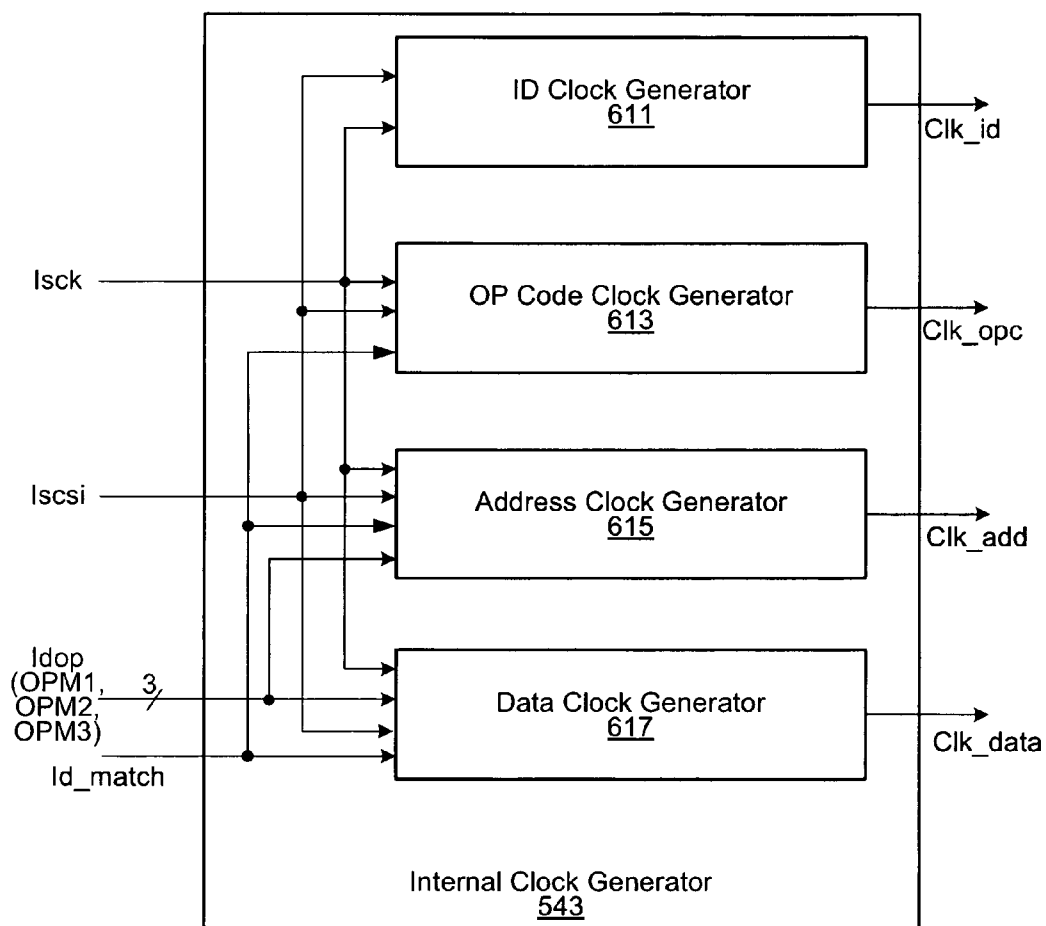 ID Clock Generator
611
Clk_id
Isck
OP Code Clock Generator
613
Clk_opc
Iscsi
Address Clock Generator
615
Clk_add
Idop
(OPM1,
OPM2,
OPM3)
3
Data Clock Generator
617
Clk_data
Id_match
Internal Clock Generator
543